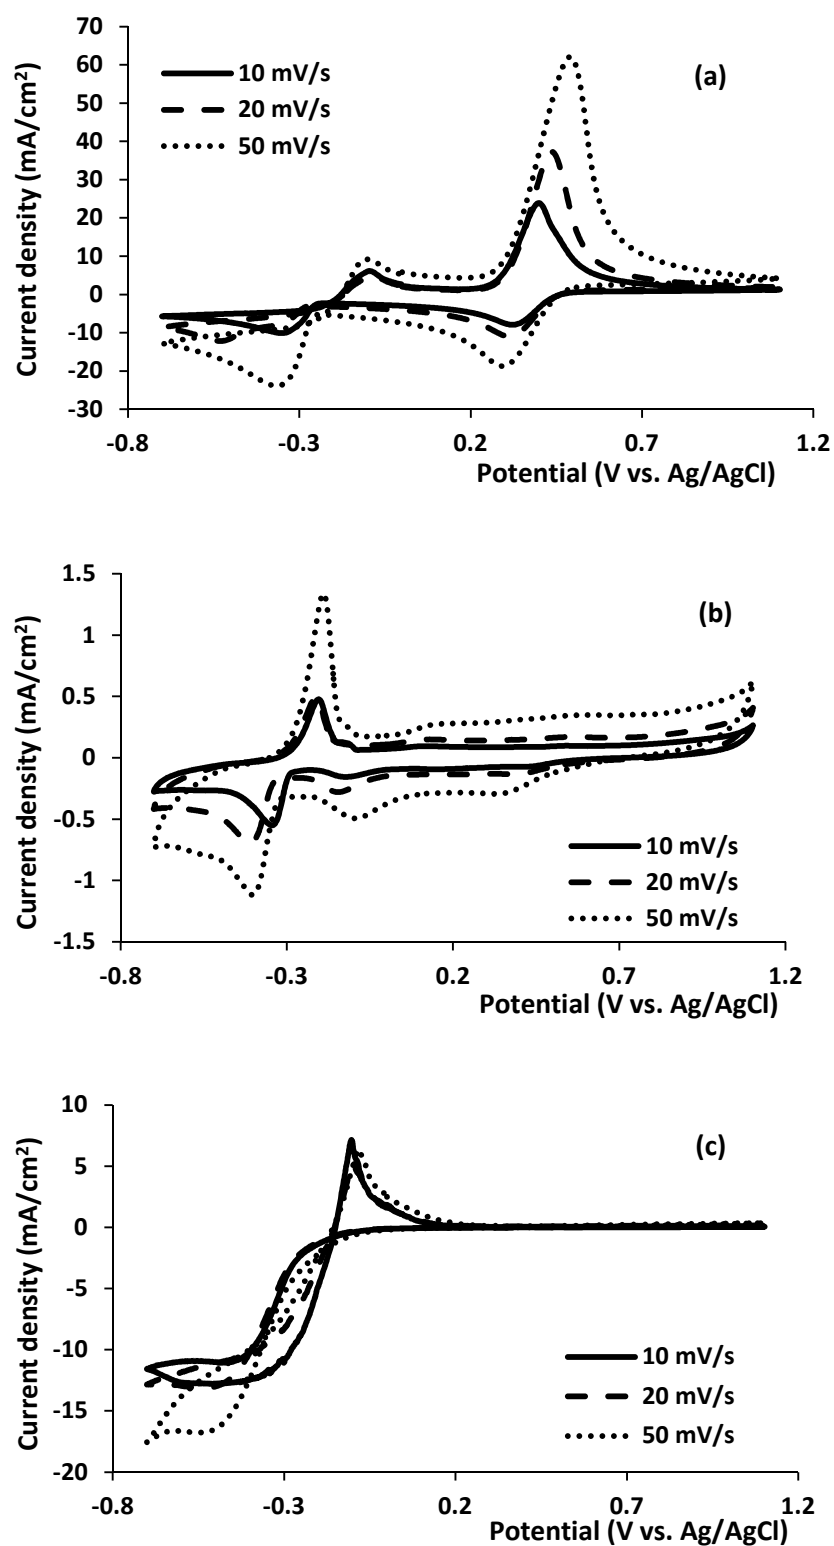 70
60
50
40
30
20
10
0
-10
-20
-30
-0.8
-0.3
0.2
0.7
1.2
Current density (mA/cm²)
Potential (V vs. Ag/AgCl)
10 mV/s
20 mV/s
50 mV/s
(a)
1.5
1
0.5
0
-0.5
-1
-1.5
-0.8
-0.3
0.2
0.7
1.2
Current density (mA/cm²)
Potential (V vs. Ag/AgCl)
(b)
10 mV/s
20 mV/s
50 mV/s
10
5
0
-5
-10
-15
-20
-0.8
-0.3
0.2
0.7
1.2
Current density (mA/cm²)
Potential (V vs. Ag/AgCl)
(c)
10 mV/s
20 mV/s
50 mV/s